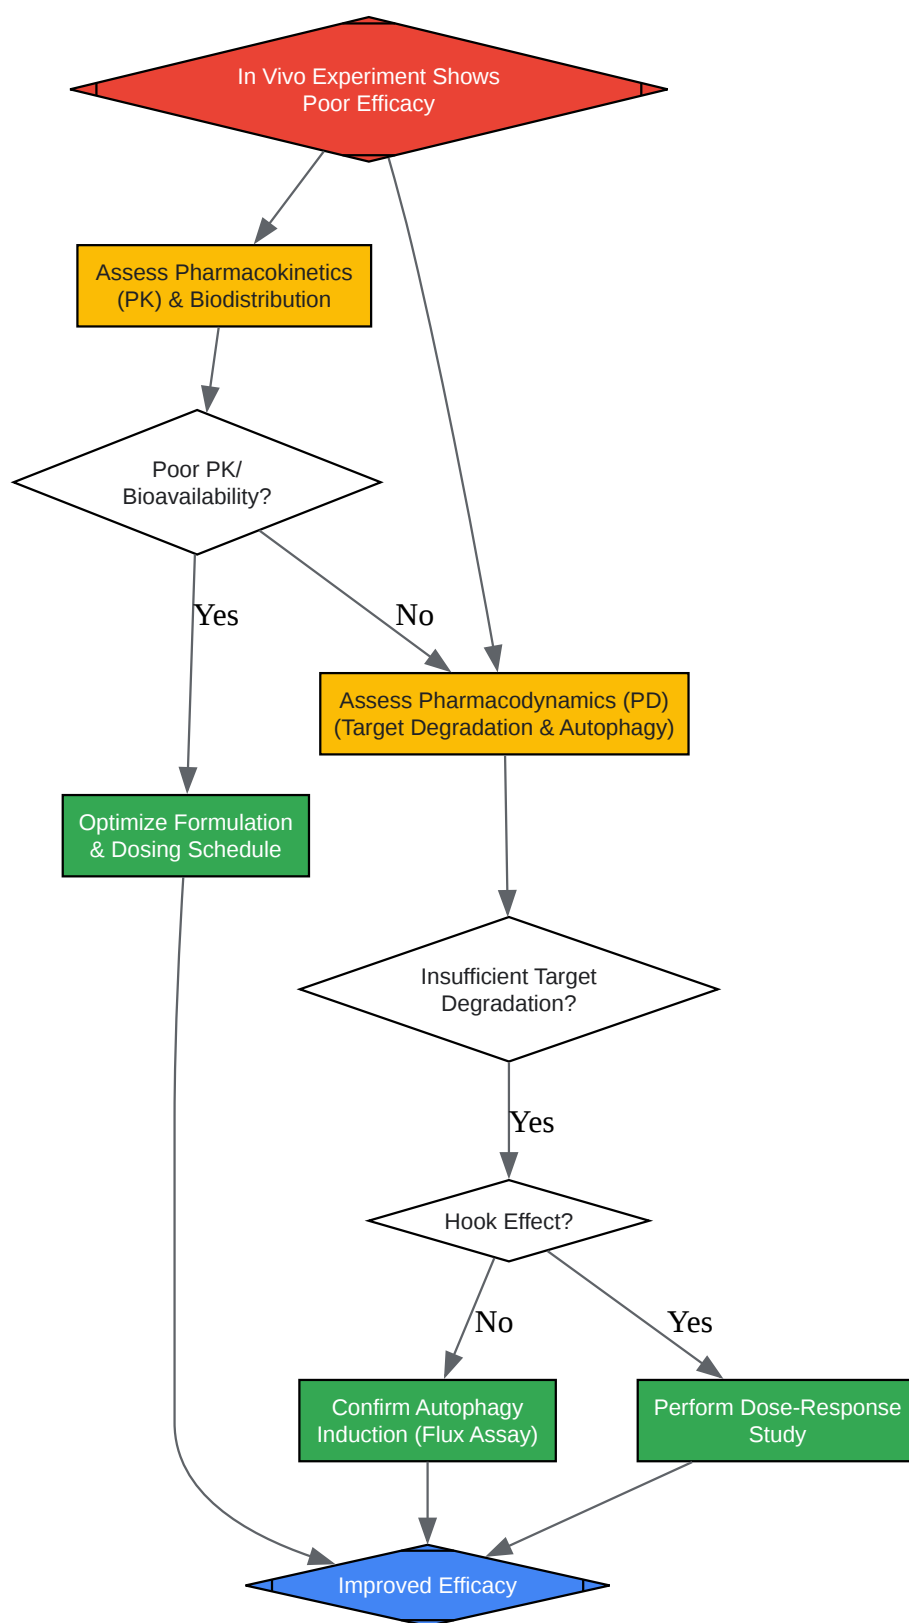 In Vivo Experiment Shows
Poor Efficacy
Assess Pharmacokinetics
(PK) & Biodistribution
Poor PK/
Bioavailability?
Yes
No
Assess Pharmacodynamics (PD)
(Target Degradation & Autophagy)
Optimize Formulation
& Dosing Schedule
Insufficient Target
Degradation?
Yes
Hook Effect?
No
Yes
Confirm Autophagy
Induction (Flux Assay)
Perform Dose-Response
Study
Improved Efficacy